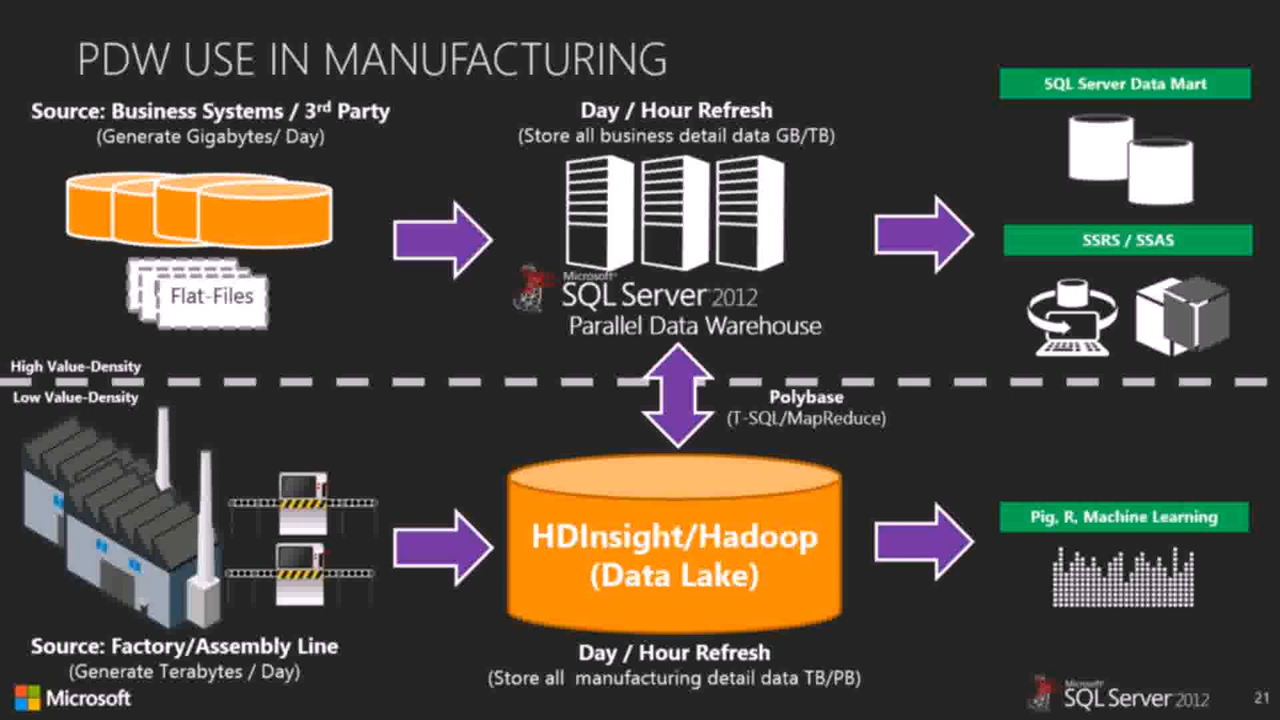 PDW USE IN MANUFACTURING
Source: Business Systems / 3rd Party
(Generate Gigabytes/ Day)
Flat-Files
Day / Hour Refresh
(Store all business detail data GB/TB)
Microsoft®
SQL Server 2012
Parallel Data Warehouse
SQL Server Data Mart
SSRS / SSAS
High Value-Density
Low Value-Density
Polybase
(T-SQL/MapReduce)
HDInsight/Hadoop
(Data Lake)
Pig, R, Machine Learning
Source: Factory/Assembly Line
(Generate Terabytes / Day)
Day / Hour Refresh
(Store all manufacturing detail data TB/PB)
Microsoft
Microsoft®
SQL Server 2012
21